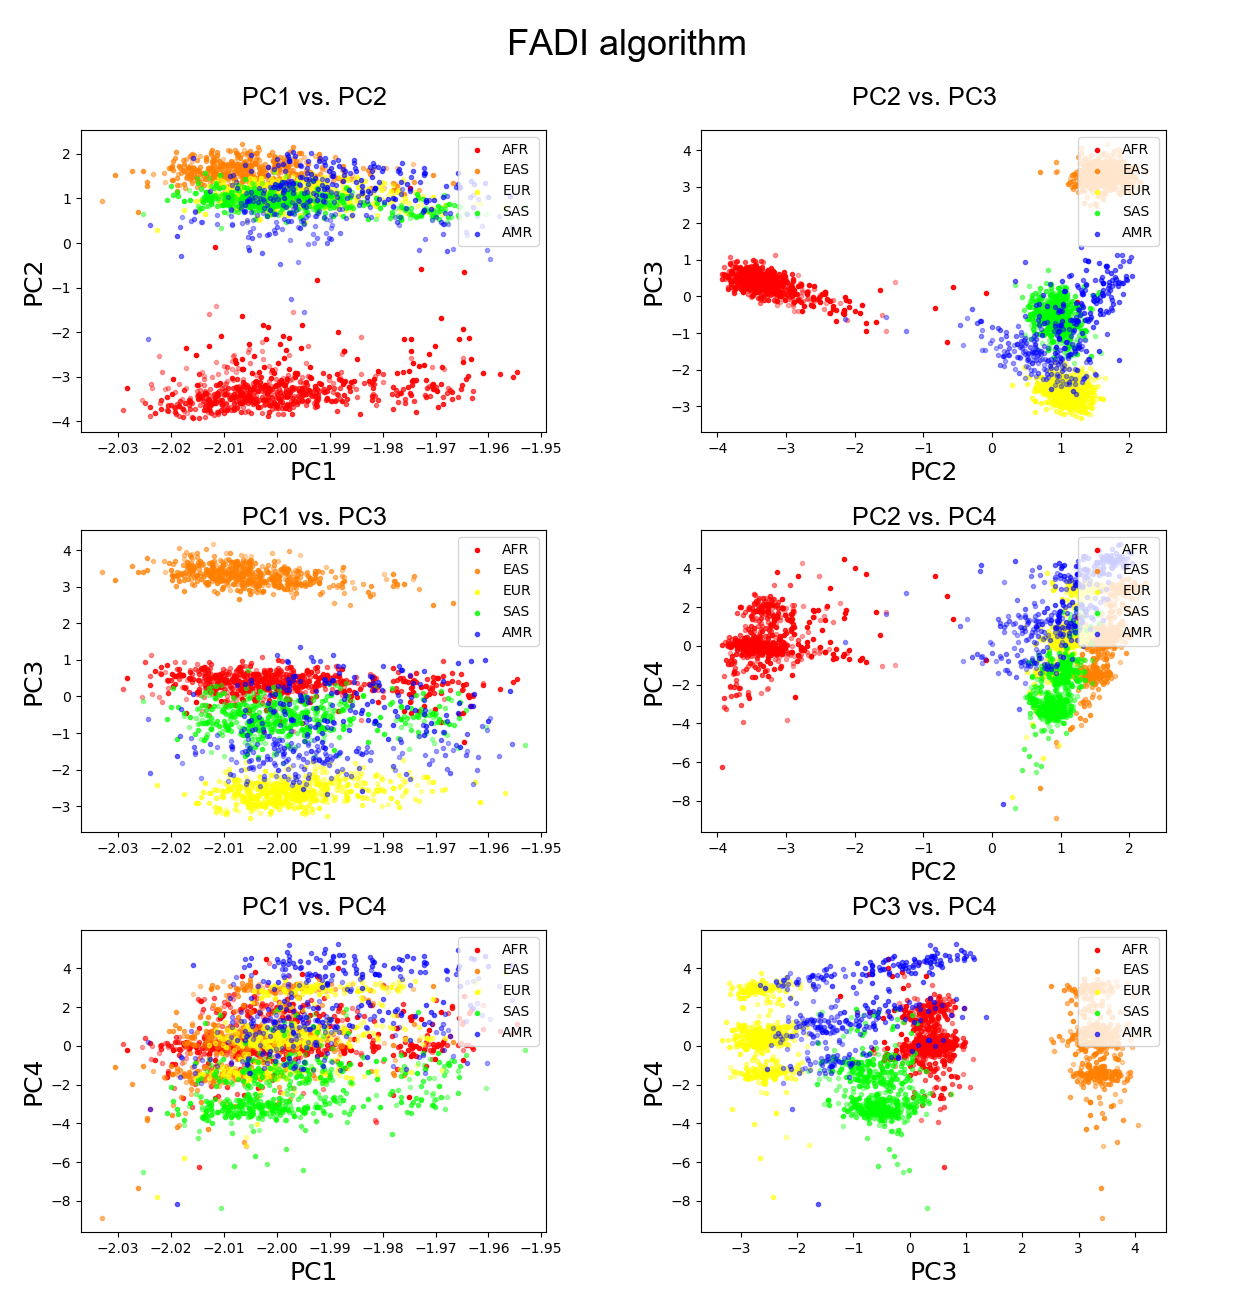 FADI algorithm
PC1 vs. PC2
PC2 vs. PC3
2
1
0
−1
−2
−3
−4
PC2
AFR
EAS
EUR
SAS
AMR
−2.03 −2.02 −2.01 −2.00 −1.99 −1.98 −1.97 −1.96 −1.95
PC1
4
3
2
1
0
−1
−2
−3
PC3
AFR
EAS
EUR
SAS
AMR
−4 −3 −2 −1 0 1 2
PC2
PC1 vs. PC3
PC2 vs. PC4
4
3
2
1
0
−1
−2
−3
PC3
AFR
EAS
EUR
SAS
AMR
−2.03 −2.02 −2.01 −2.00 −1.99 −1.98 −1.97 −1.96 −1.95
PC1
4
2
0
−2
−4
−6
−8
PC4
AFR
EAS
EUR
SAS
AMR
−4 −3 −2 −1 0 1 2
PC2
PC1 vs. PC4
PC3 vs. PC4
4
2
0
−2
−4
−6
−8
PC4
AFR
EAS
EUR
SAS
AMR
−2.03 −2.02 −2.01 −2.00 −1.99 −1.98 −1.97 −1.96 −1.95
PC1
4
2
0
−2
−4
−6
−8
PC4
AFR
EAS
EUR
SAS
AMR
−3 −2 −1 0 1 2 3 4
PC3